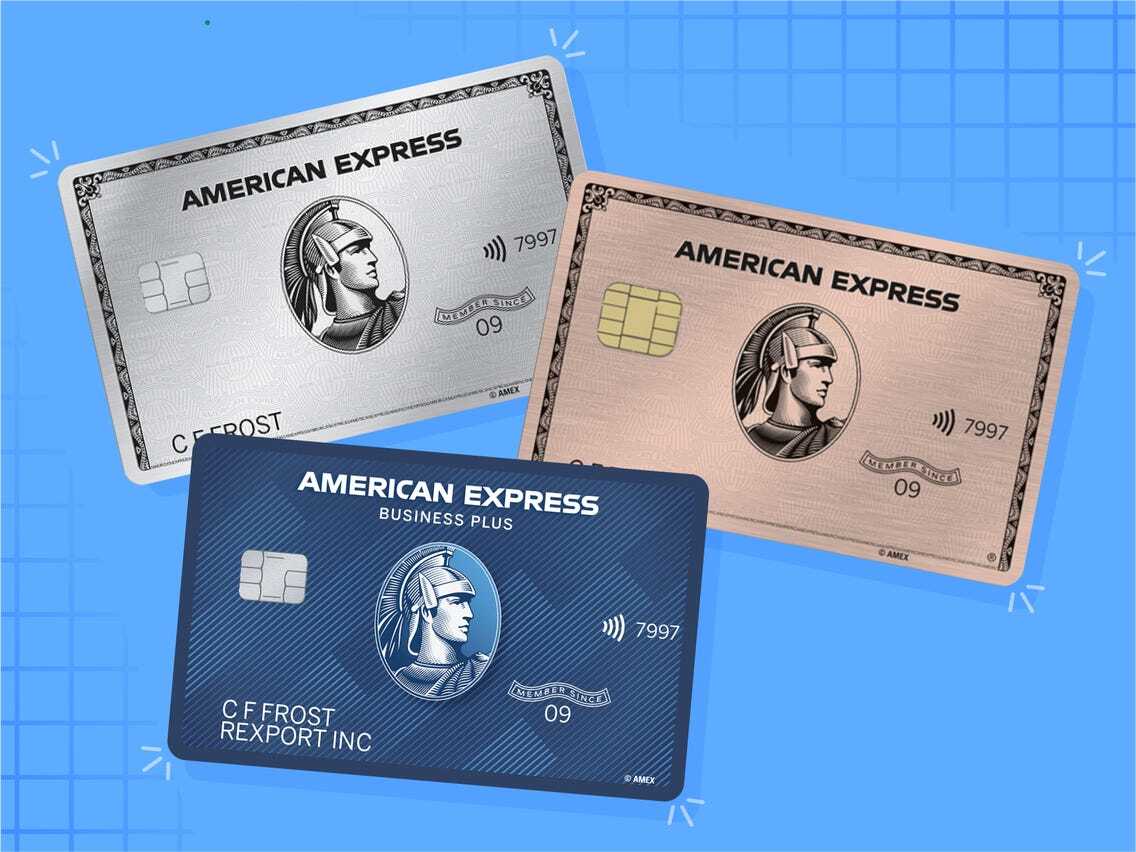 AMERICAN EXPRESS
7997
MEMBER SINCE
09
© AMEX
C F FROST
AMERICAN EXPRESS
7997
MEMBER SINCE
09
© AMEX
®
AMERICAN EXPRESS
BUSINESS PLUS
7997
MEMBER SINCE
09
C F FROST
REXPORT INC
© AMEX